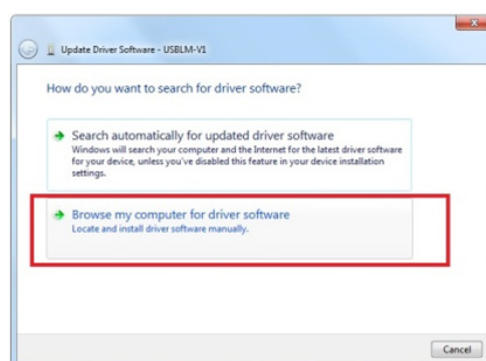 Update Driver Software - USBLM-V1
How do you want to search for driver software?
Search automatically for updated driver software
Windows will search your computer and the Internet for the latest driver software
for your device, unless you've disabled this feature in your device installation
settings.
Browse my computer for driver software
Locate and install driver software manually.
Cancel